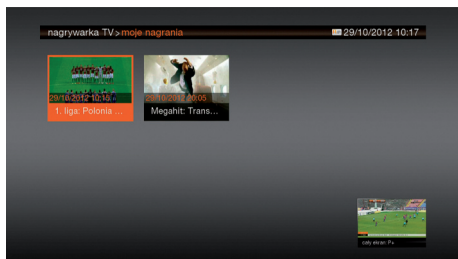 nagrywarka TV>moje nagrania
29/10/2012 10:17
29/10/2012 10:15
29/10/2012 00:05
1. liga: Polonia ...
Megahit: Trans...
cały ekran: P+